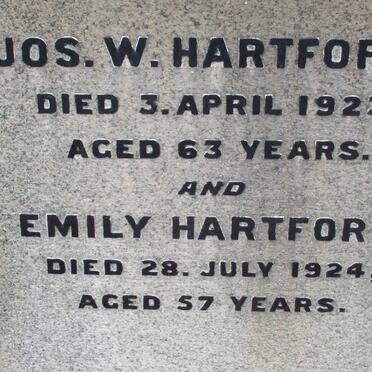 JOS. W. HARTFOR
DIED 3. APRIL 192
AGED 63 YEARS.
AND
EMILY HARTFOR
DIED 28. JULY 1924,
AGED 57 YEARS.